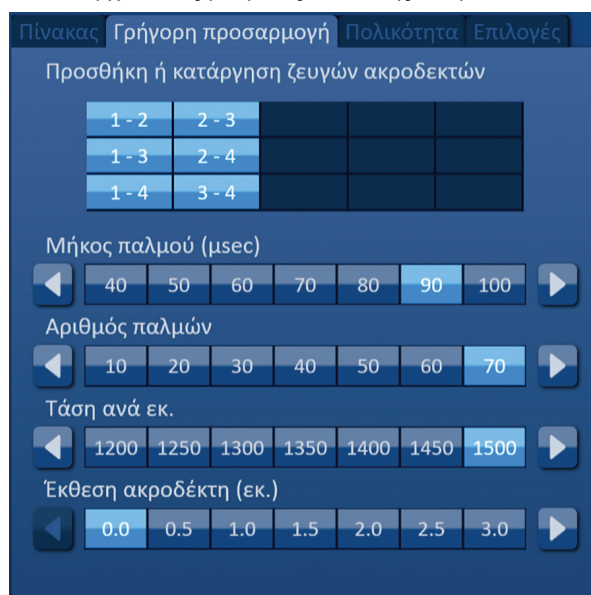 Πίνακας Γρήγορη προσαρμογή Πολικότητα Επιλογές
Προσθήκη ή κατάργηση ζευγών ακροδεκτών
1 - 2 2 - 3
1 - 3 2 - 4
1 - 4 3 - 4
Μήκος παλμού (μsec)
40 50 60 70 80 90 100
Αριθμός παλμών
10 20 30 40 50 60 70
Τάση ανά εκ.
1200 1250 1300 1350 1400 1450 1500
Έκθεση ακροδέκτη (εκ.)
0.0 0.5 1.0 1.5 2.0 2.5 3.0